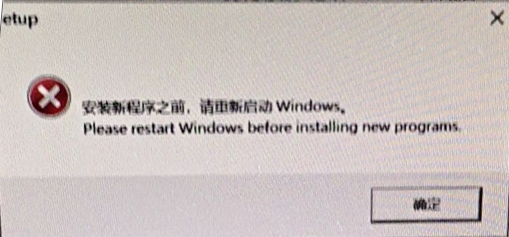 etup
安装新程序之前，请重新启动 Windows。
Please restart Windows before installing new programs.
确定